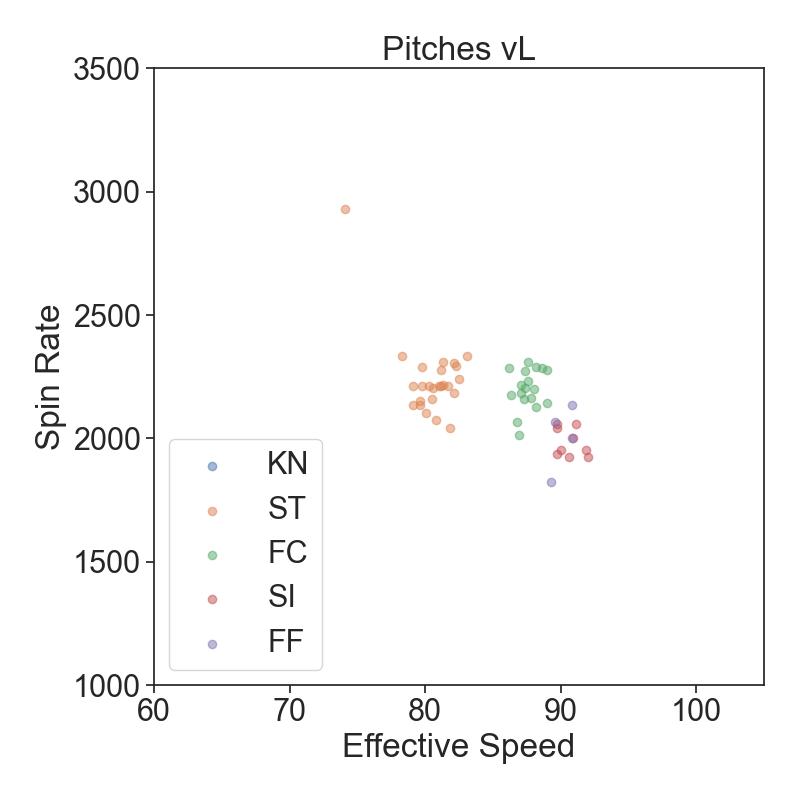 Pitches vL
3500
3000
2500
2000
1500
1000
Spin Rate
KN
ST
FC
SI
FF
60 70 80 90 100
Effective Speed